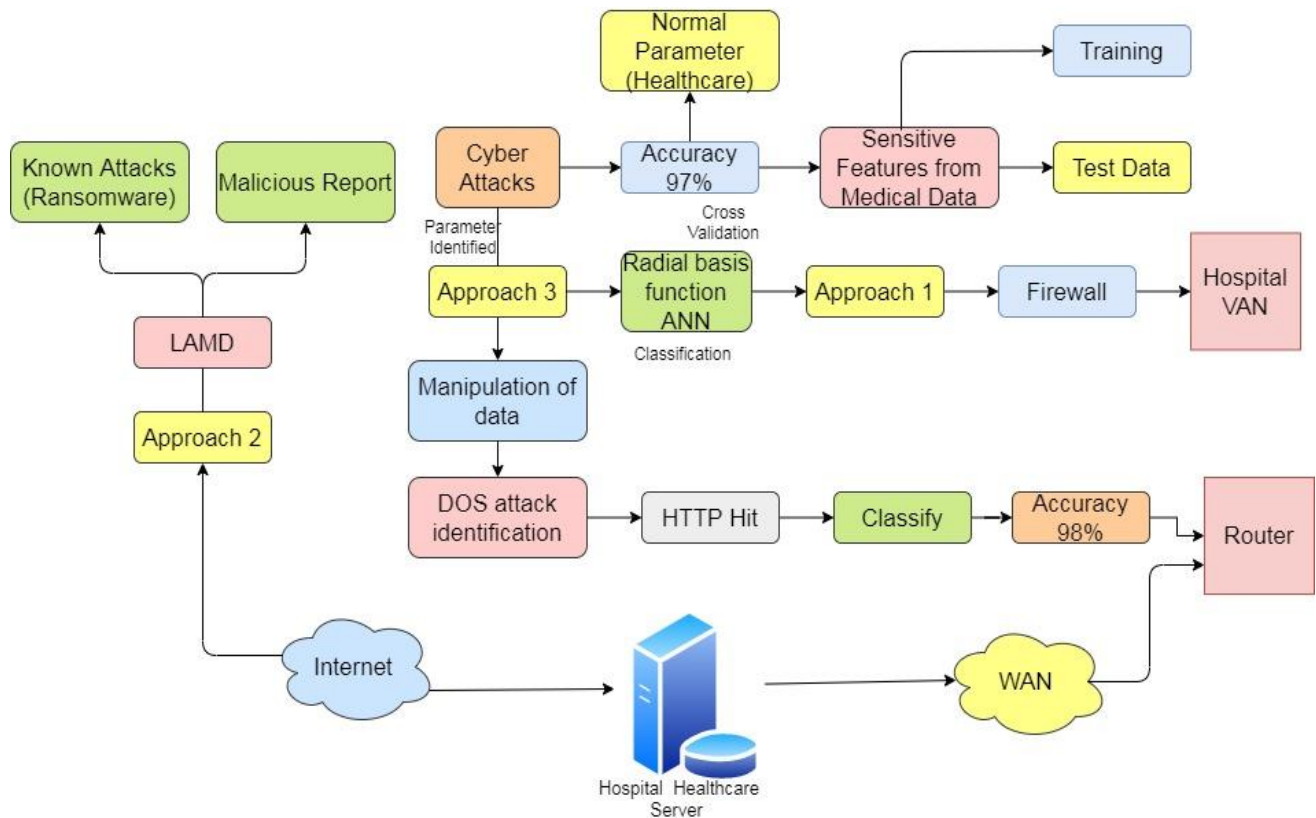 Normal
Parameter
(Healthcare)
Training
Known Attacks
(Ransomware)
Malicious Report
Cyber
Attacks
Accuracy
97%
Sensitive
Features from
Medical Data
Test Data
Parameter
Identified
Cross
Validation
Approach 3
Radial basis
function
ANN
Approach 1
Firewall
Hospital
VAN
Classification
LAMD
Manipulation of
data
Approach 2
DOS attack
identification
HTTP Hit
Classify
Accuracy
98%
Router
Internet
WAN
Hospital Healthcare
Server